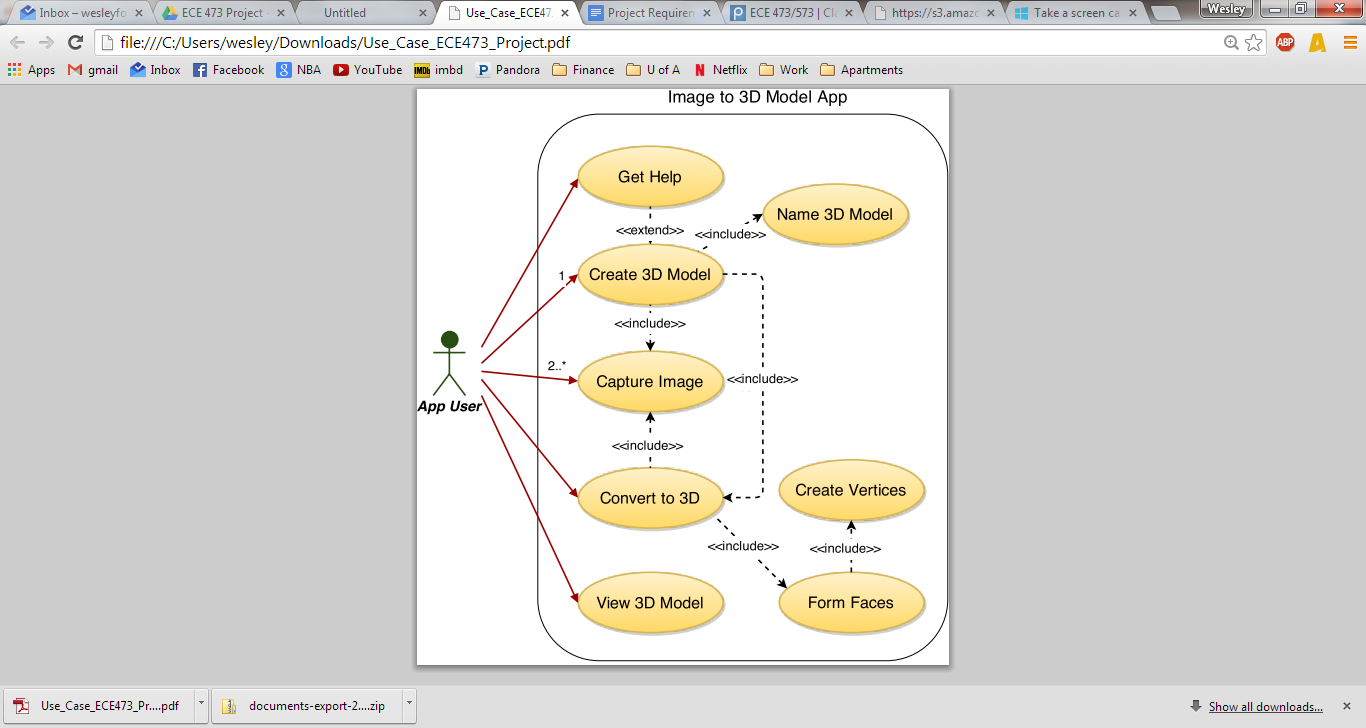 Inbox – wesleyfo
ECE 473 Project -
Untitled
Use_Case_ECE47
Project Requirem
ECE 473/573 | Cla
https://s3.amazo
Take a screen ca
Wesley
file:///C:/Users/wesley/Downloads/Use_Case_ECE473_Project.pdf
ABP
Apps
gmail
Inbox
Facebook
NBA
YouTube
IMDb imbd
Pandora
Finance
U of A
Netflix
Work
Apartments
Image to 3D Model App
Get Help
Name 3D Model
<<extend>>
<<include>>
1
Create 3D Model
<<include>>
2..*
Capture Image
<<include>>
App User
<<include>>
Convert to 3D
Create Vertices
<<include>>
<<include>>
View 3D Model
Form Faces
Use_Case_ECE473_Pr....pdf
documents-export-2....zip
Show all downloads...